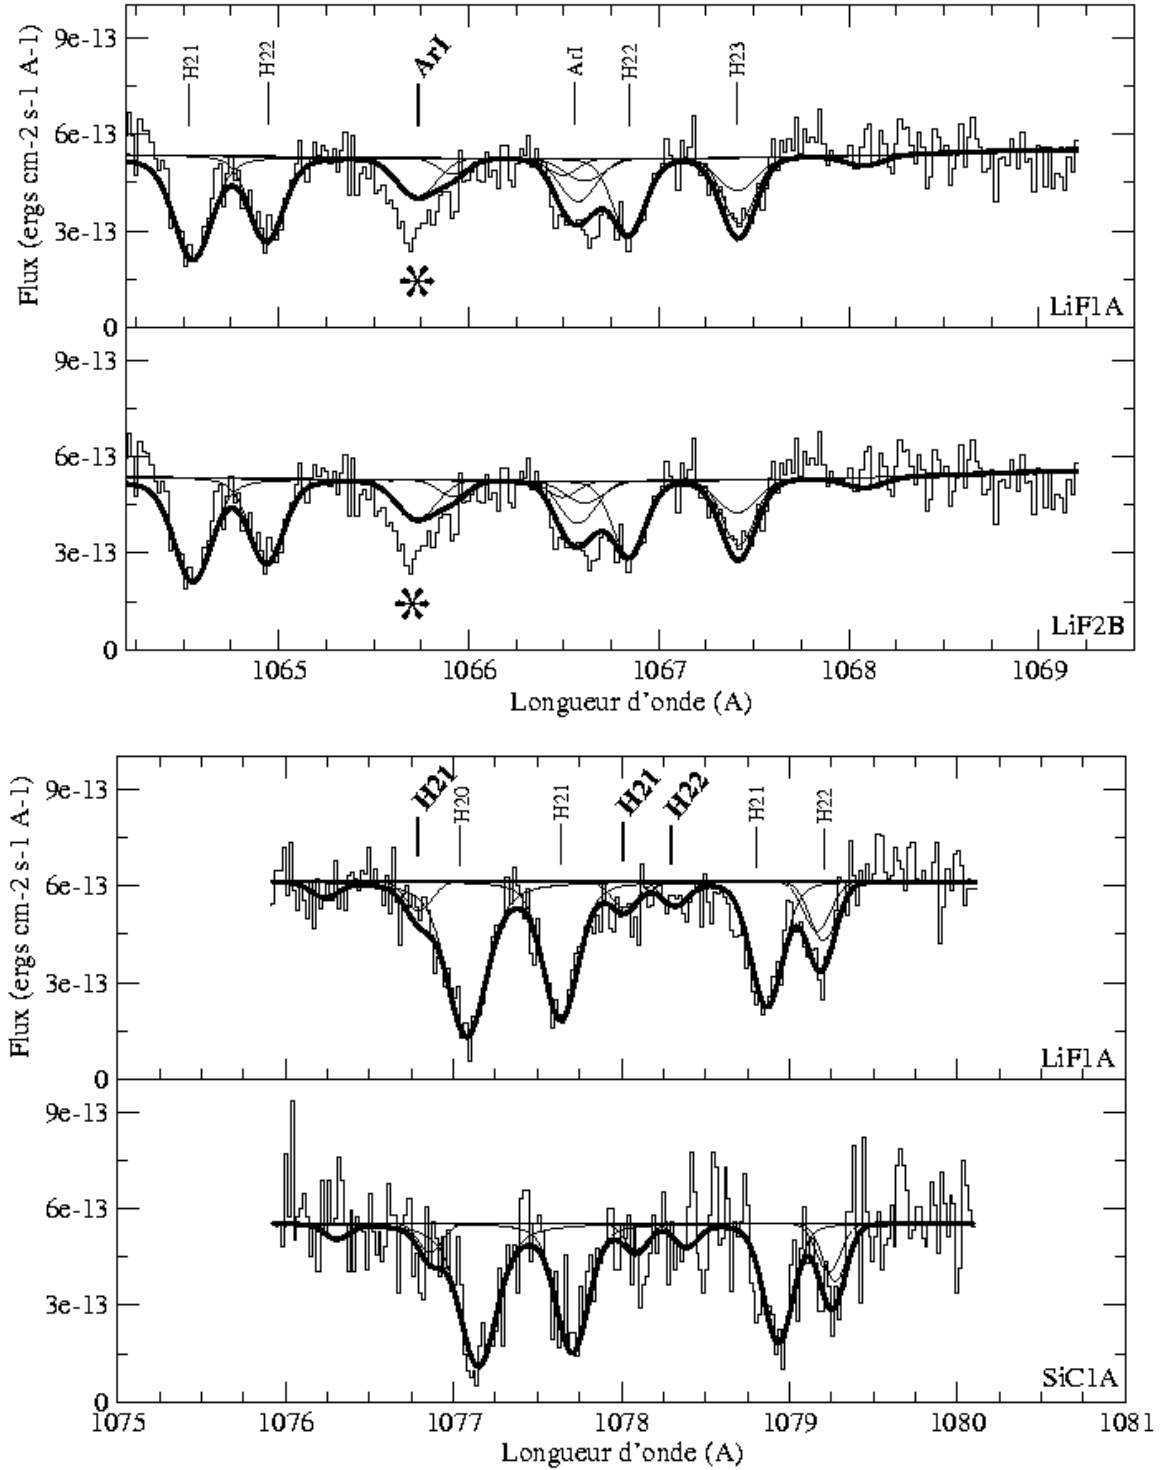 Flux (ergs cm-2 s-1 A-1)
9e-13
6e-13
3e-13
0
H21
H22
ArI
ArI
H22
H23
*
LiF1A
9e-13
6e-13
3e-13
0
*
LiF2B
1065 1066 1067 1068 1069
Longueur d'onde (A)
Flux (ergs cm-2 s-1 A-1)
9e-13
6e-13
3e-13
0
H21
H20
H21
H21
H22
H21
H22
LiF1A
9e-13
6e-13
3e-13
0
SiC1A
1075 1076 1077 1078 1079 1080 1081
Longueur d'onde (A)